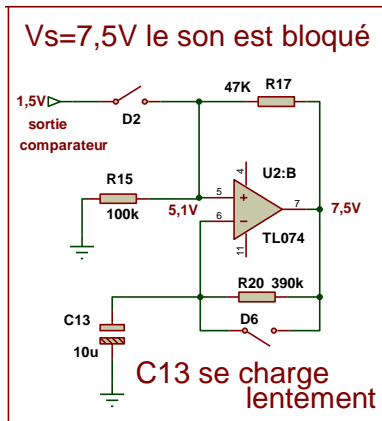 Vs=7,5V le son est bloqué
47K R17
1,5V
D2
sortie
comparateur
U2:B
R15
5,1V
5
6
4
7
7,5V
100k
TL074
11
R20 390k
C13
D6
10u
C13 se charge
lentement